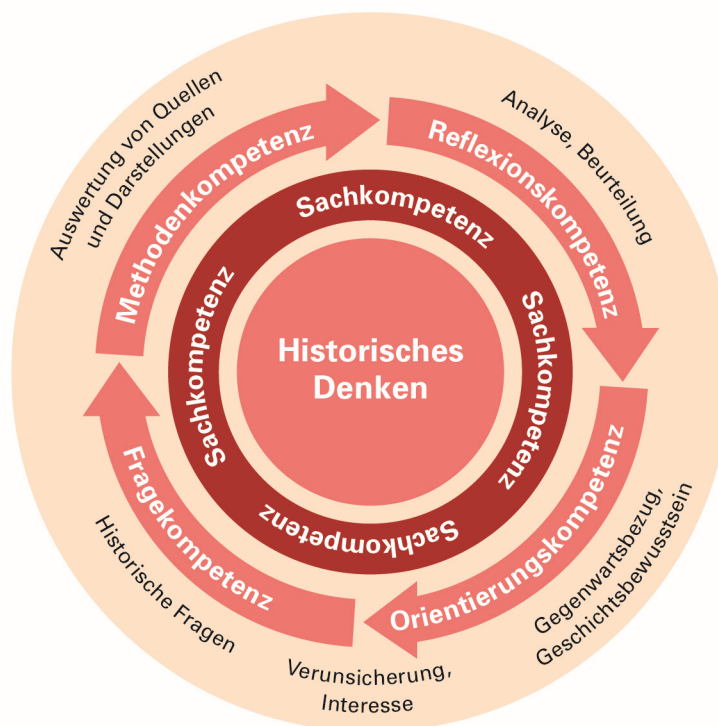 Auswertung von Quellen
und Darstellungen
Methodenkompetenz
Reflexionskompetenz
Analyse, Beurteilung
Sachkompetenz
Sachkompetenz
Sachkompetenz
Sachkompetenz
Historisches
Denken
Orientierungskompetenz
Gegenwartsbezug,
Geschichtsbewusstsein
Fragekompetenz
Historische Fragen
Verunsicherung,
Interesse